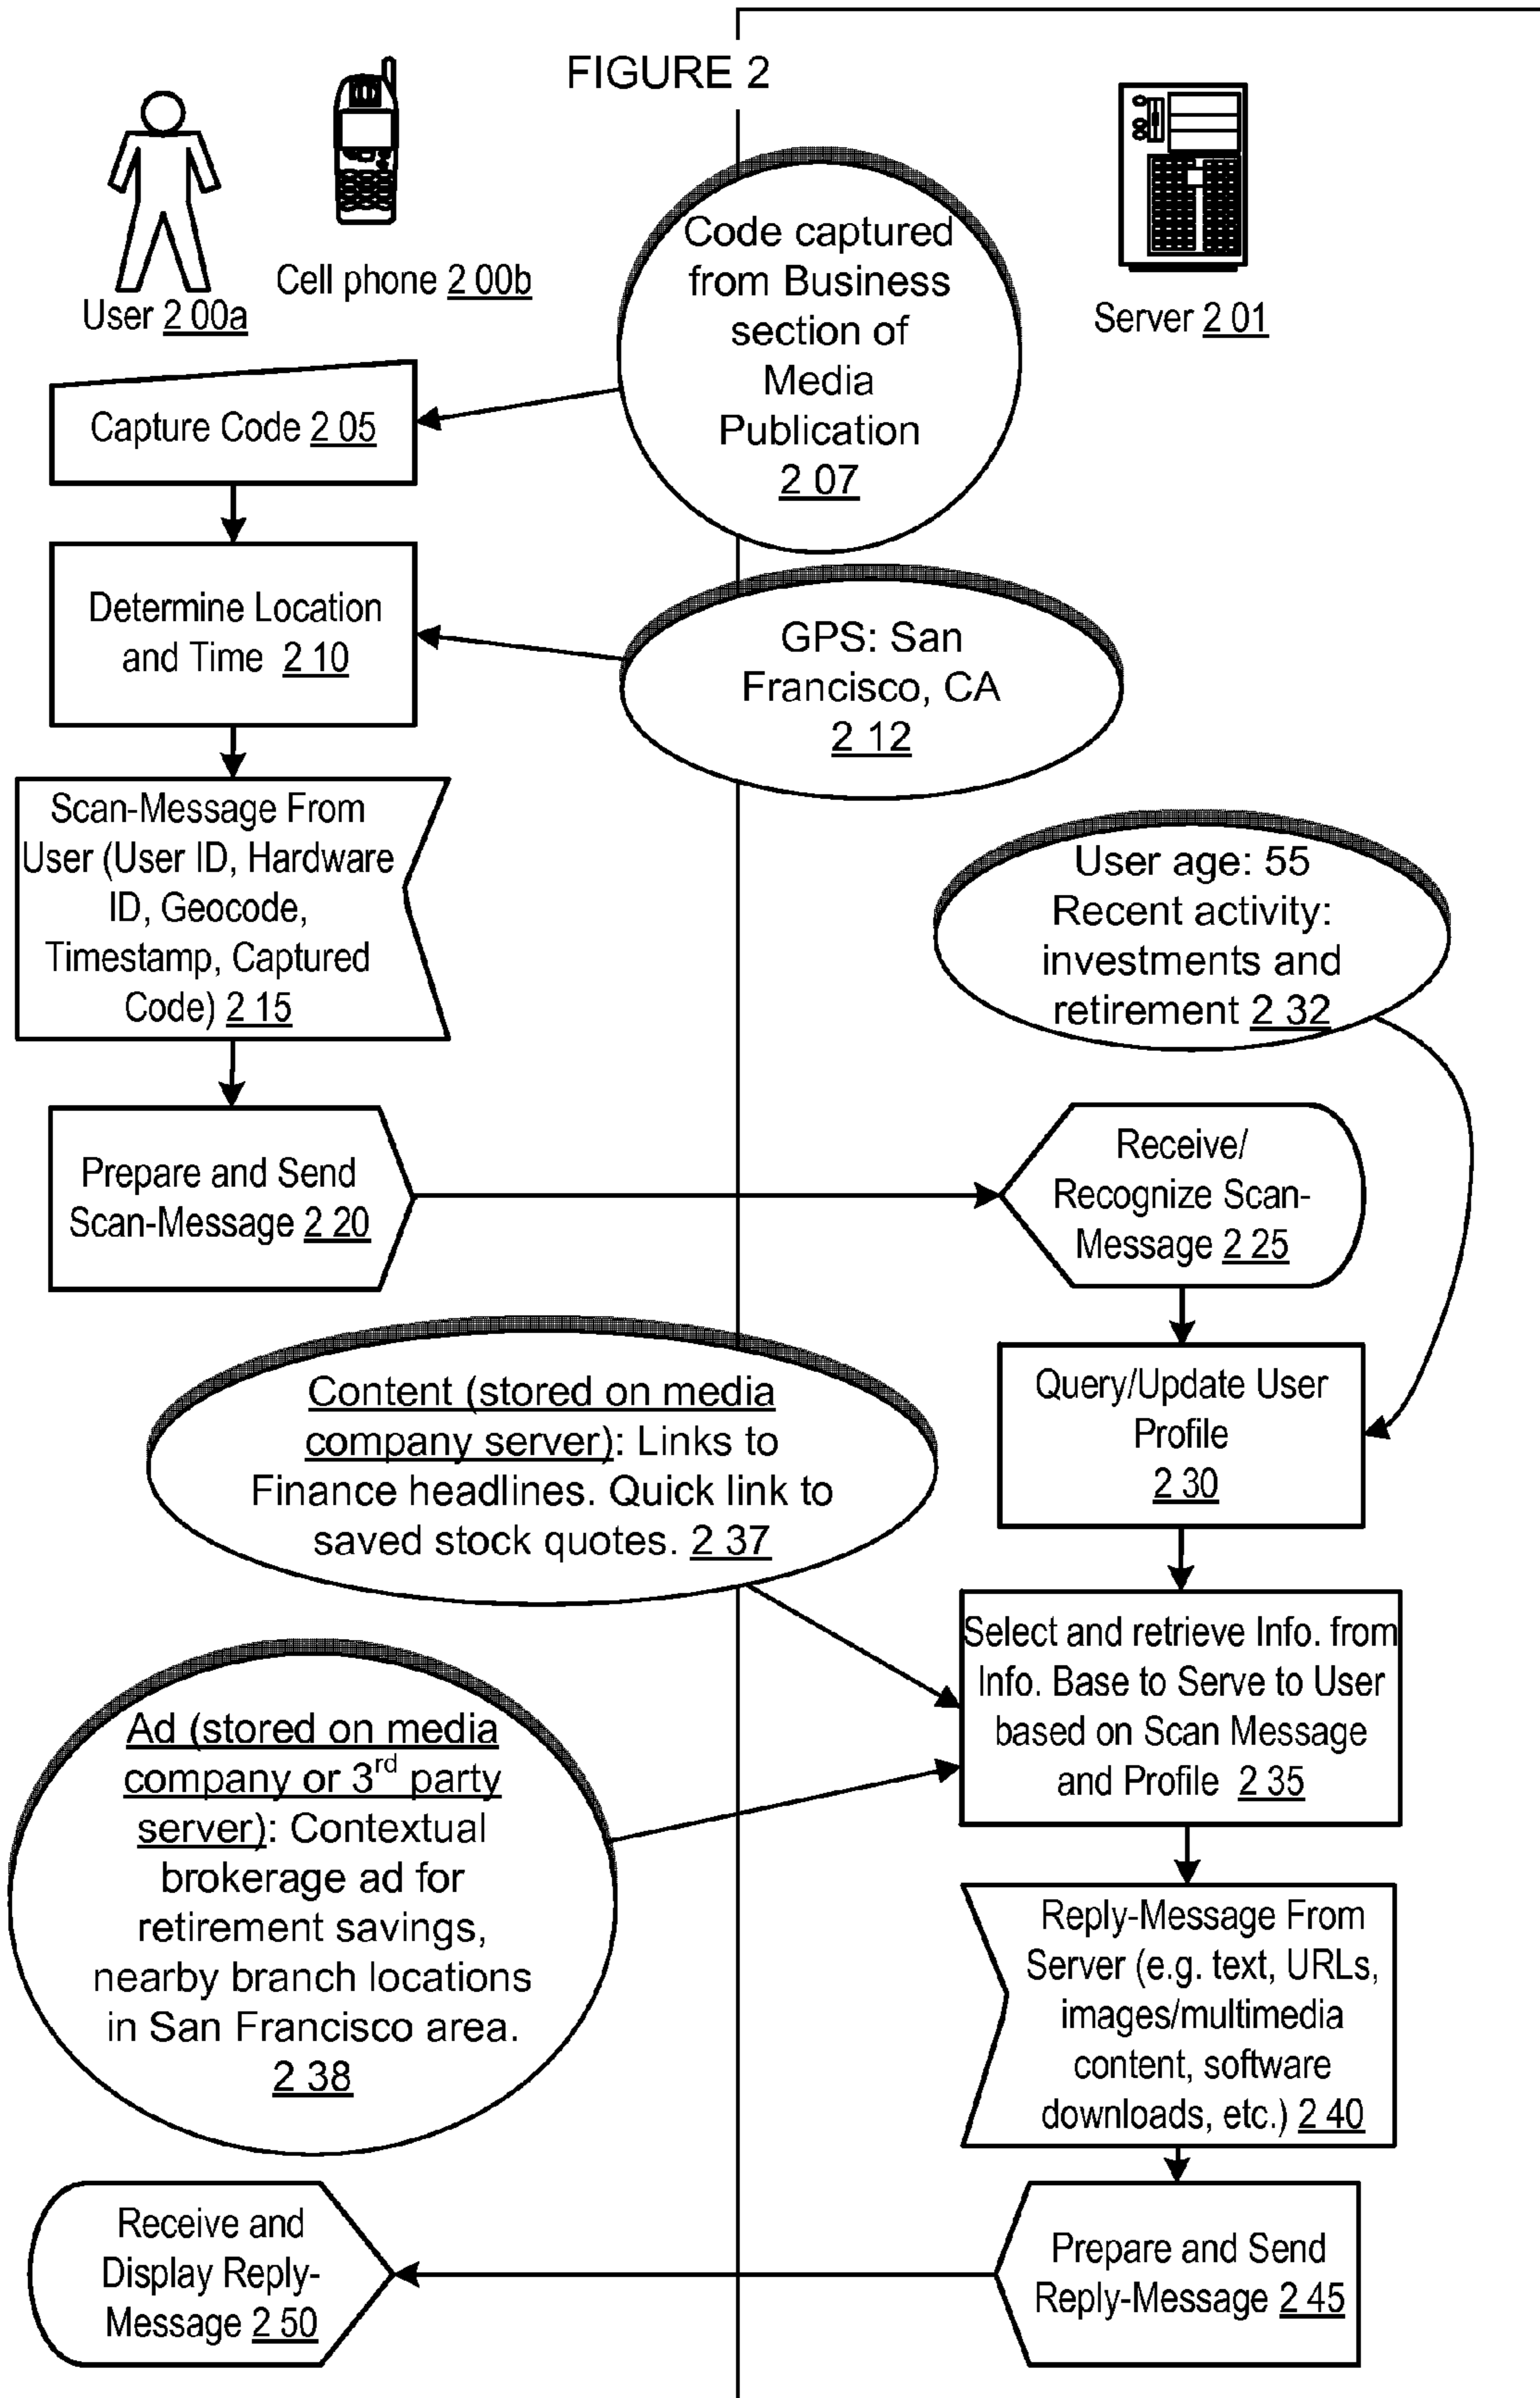 FIGURE 2
User 2 00a
Cell phone 2 00b
Server 2 01
Code captured
from Business
section of
Media
Publication
2 07
Capture Code 2 05
Determine Location
and Time 2 10
GPS: San
Francisco, CA
2 12
Scan-Message From
User (User ID, Hardware
ID, Geocode,
Timestamp, Captured
Code) 2 15
User age: 55
Recent activity:
investments and
retirement 2 32
Prepare and Send
Scan-Message 2 20
Receive/
Recognize Scan-
Message 2 25
Query/Update User
Profile
2 30
Content (stored on media
company server): Links to
Finance headlines. Quick link to
saved stock quotes. 2 37
Select and retrieve Info. from
Info. Base to Serve to User
based on Scan Message
and Profile 2 35
Ad (stored on media
company or 3rd party
server): Contextual
brokerage ad for
retirement savings,
nearby branch locations
in San Francisco area.
2 38
Reply-Message From
Server (e.g. text, URLs,
images/multimedia
content, software
downloads, etc.) 2 40
Prepare and Send
Reply-Message 2 45
Receive and
Display Reply-
Message 2 50